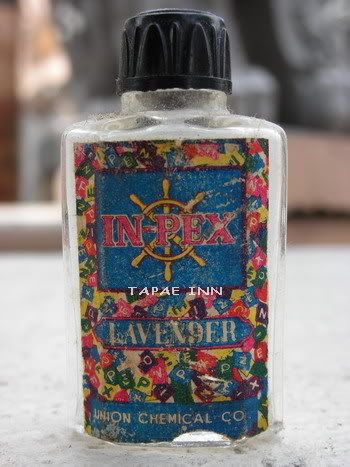 IN-PEX
TAPAE INN
LAVENDER
UNION CHEMICAL CO